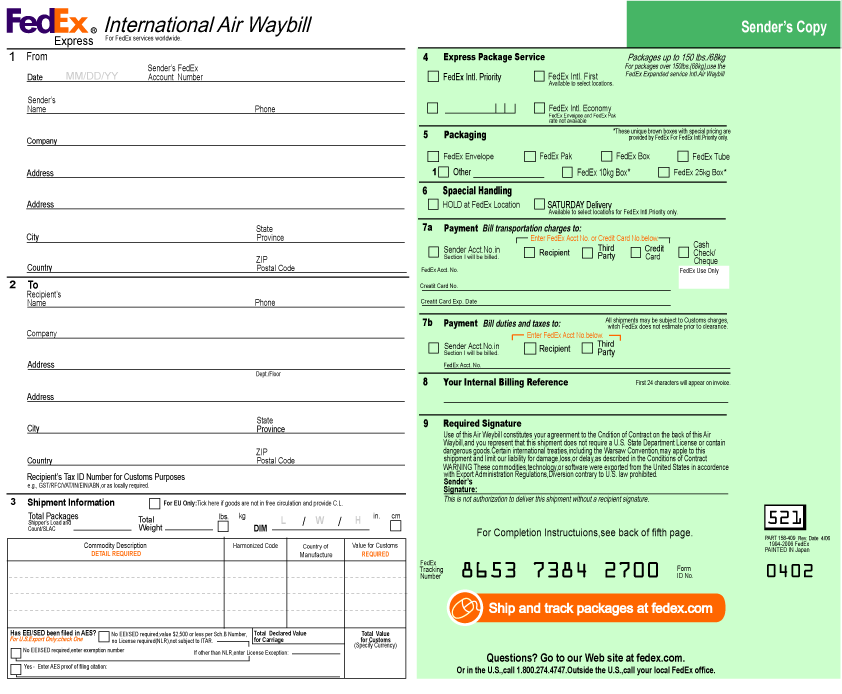 FedEx® Express
International Air Waybill
For FedEx services worldwide.
Sender's Copy
1 From
Date MM/DD/YY
Sender's FedEx
Account Number
Sender's
Name
Phone
Company
Address
Address
City
State
Province
Country
ZIP
Postal Code
2 To
Recipient's
Name
Phone
Company
Address
Dept./Floor
Address
City
State
Province
Country
ZIP
Postal Code
Recipient's Tax ID Number for Customs Purposes
e.g., GST/RFC/VAT/IN/EIN/ABN,or as locally required.
3 Shipment Information
For EU Only:Tick here if goods are not in free circulation and provide C.L.
Total Packages
Shipper's Load and
Count/SLAC
Total
Weight
lbs. kg
DIM L / W / H in. cm
Commodity Description
DETAIL REQUIRED
Harmonized Code
Country of
Manufacture
Value for Customs
REQUIRED
Has EEI/SED been filed in AES?
For U.S.Export Only:check One
No EEI/SED required,value $2,500 or less per Sch.B Number,
no License required(NLR),not subject to ITAR.
Total Declared Value
for Carriage
Total Value
for Customs
(Specify Currency)
No EEI/SED required,enter exemption number
If other than NLR,enter License Exception:
Yes - Enter AES proof of filing citation:
4 Express Package Service
Packages up to 150 lbs./68kg
For packages over 150lbs.(68kg),use the
FedEx.Expanded service Intl.Air Waybill
FedEx Intl. Priority
FedEx Intl. First
Available to select locations.
FedEx Intl. Economy
FedEx Envepae and FedEx Pak
rate not available
5 Packaging
*These unique brown boxes with special pricing are
provided by FedEx For FedEx Intl.Priority only.
FedEx Envelope
FedEx Pak
FedEx Box
FedEx Tube
1 Other
FedEx 10kg Box*
FedEx 25kg Box*
6 Spaecial Handling
HOLD at FedEx Location
SATURDAY Delivery
Available to select locations for FedEx Intl.Priority only.
7a Payment Bill transportation charges to:
Enter FedEx Acct No. or Credit Card No.below.
Sender Acct.No.in
Section I will be billed.
Recipient
Third
Party
Credit
Card
Cash
Check/
Cheque
FedEx Acct. No.
FedEx Use Only
Creatit Card No.
Creatit Card Exp. Date
7b Payment Bill duties and taxes to:
All shipments may be subject to Customs charges,
witch FedEx does not estimate prior to clearance.
Enter FedEx Acct No below.
Sender Acct.No.in
Section I will be billed.
Recipient
Third
Party
FedEx Acct. No.
8 Your Internal Billing Reference
First 24 characters will appear on invoice.
9 Required Signature
Use of this Air Waybill constitutes your agreenment to the Cndition of Contract on the back of this Air
Waybill,and you represent that this shipment does not require a U.S. State Department License or contain
dangerous goods.Certain international treaties,including the Warsaw Convention,may apply to this
shipment and limit our liability for damage,loss,or delay,as described in the Conditions of Contract
WARNING:These commodities,technology,or software were exported from the United States in accordance
with Export Administration Regulations,Diversion contrary to U.S. law prohibited.
Sender's
Signature:
This is not authorization to deliver this shipment without a recipient signature.
For Completion Instructuions,see back of fifth page.
521
PART 158-409 Rev. Date 4/06
1994-2006 FedEx
PAINTED IN Japan
0402
FedEx
Tracking
Number
8653 7384 2700
Form
ID No.
Ship and track packages at fedex.com
Questions? Go to our Web site at fedex.com.
Or in the U.S.,call 1.800.274.4747.Outside the U.S.,call your local FedEx office.